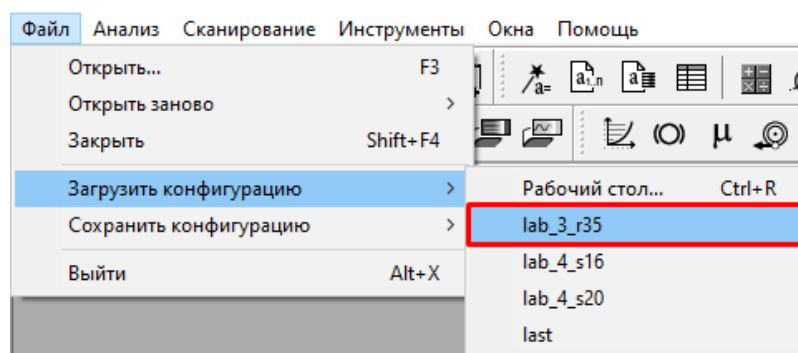 Файл Анализ Сканирование Инструменты Окна Помощь
Открыть... F3
Открыть заново
Закрыть Shift+F4
Загрузить конфигурацию
Сохранить конфигурацию
Выйти Alt+X
a=
a1..n
a
μ
Рабочий стол... Ctrl+R
lab_3_r35
lab_4_s16
lab_4_s20
last